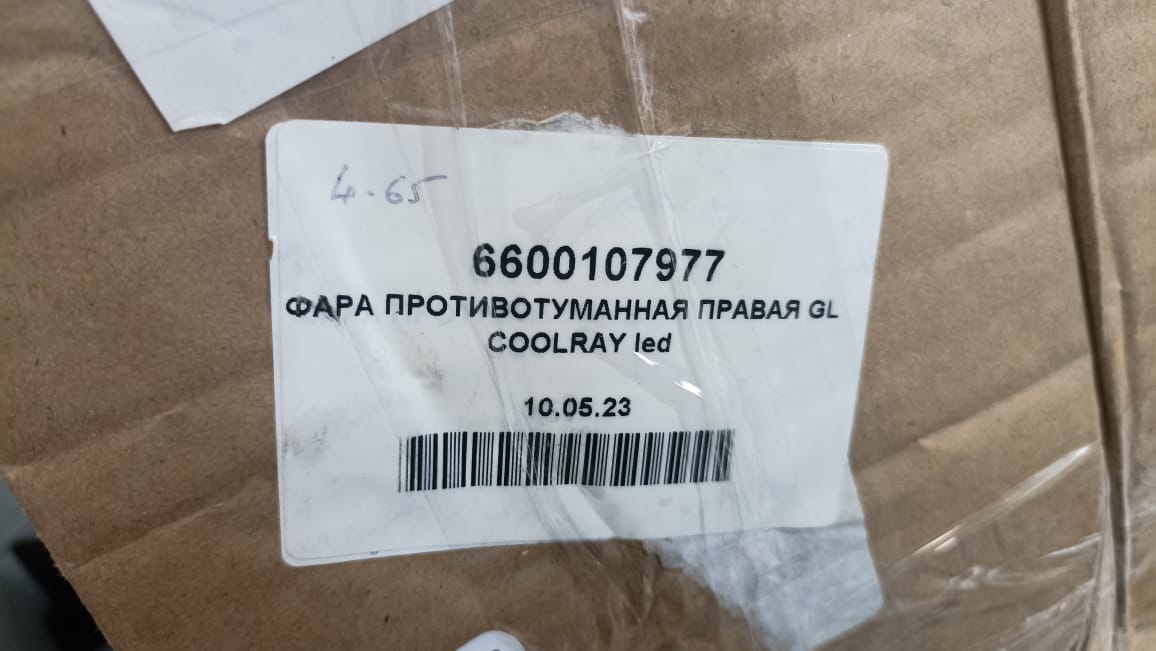 4-65
6600107977
ФАРА ПРОТИВОТУМАННАЯ ПРАВАЯ GL
COOLRAY led
10.05.23